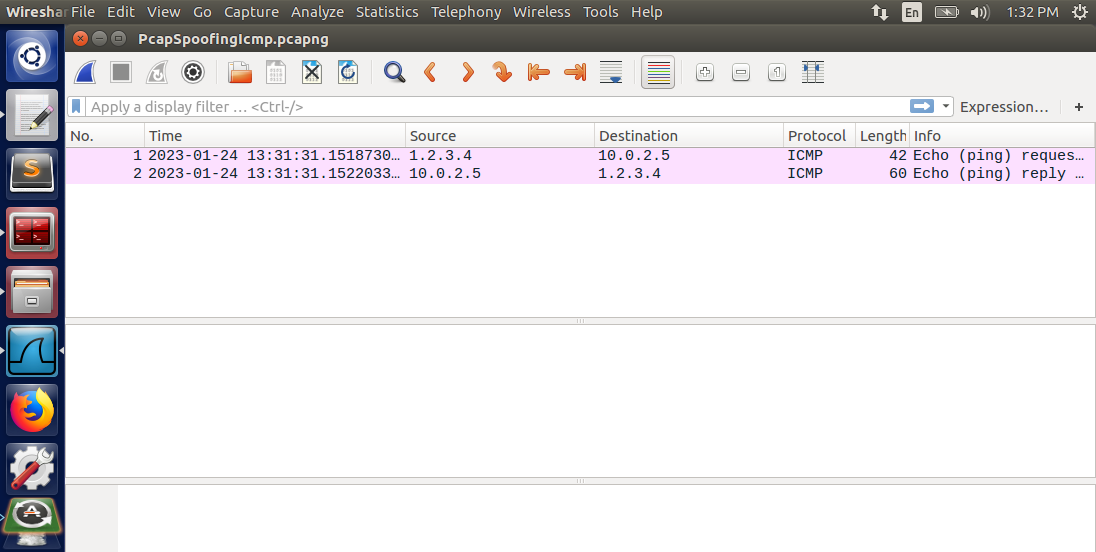 Wireshar File Edit View Go Capture Analyze Statistics Telephony Wireless Tools Help En 1:32 PM
PcapSpoofingIcmp.pcapng
Apply a display filter … <Ctrl-/> Expression… +
No. Time Source Destination Protocol Length Info
1 2023-01-24 13:31:31.1518730… 1.2.3.4 10.0.2.5 ICMP 42 Echo (ping) reques…
2 2023-01-24 13:31:31.1522033… 10.0.2.5 1.2.3.4 ICMP 60 Echo (ping) reply …